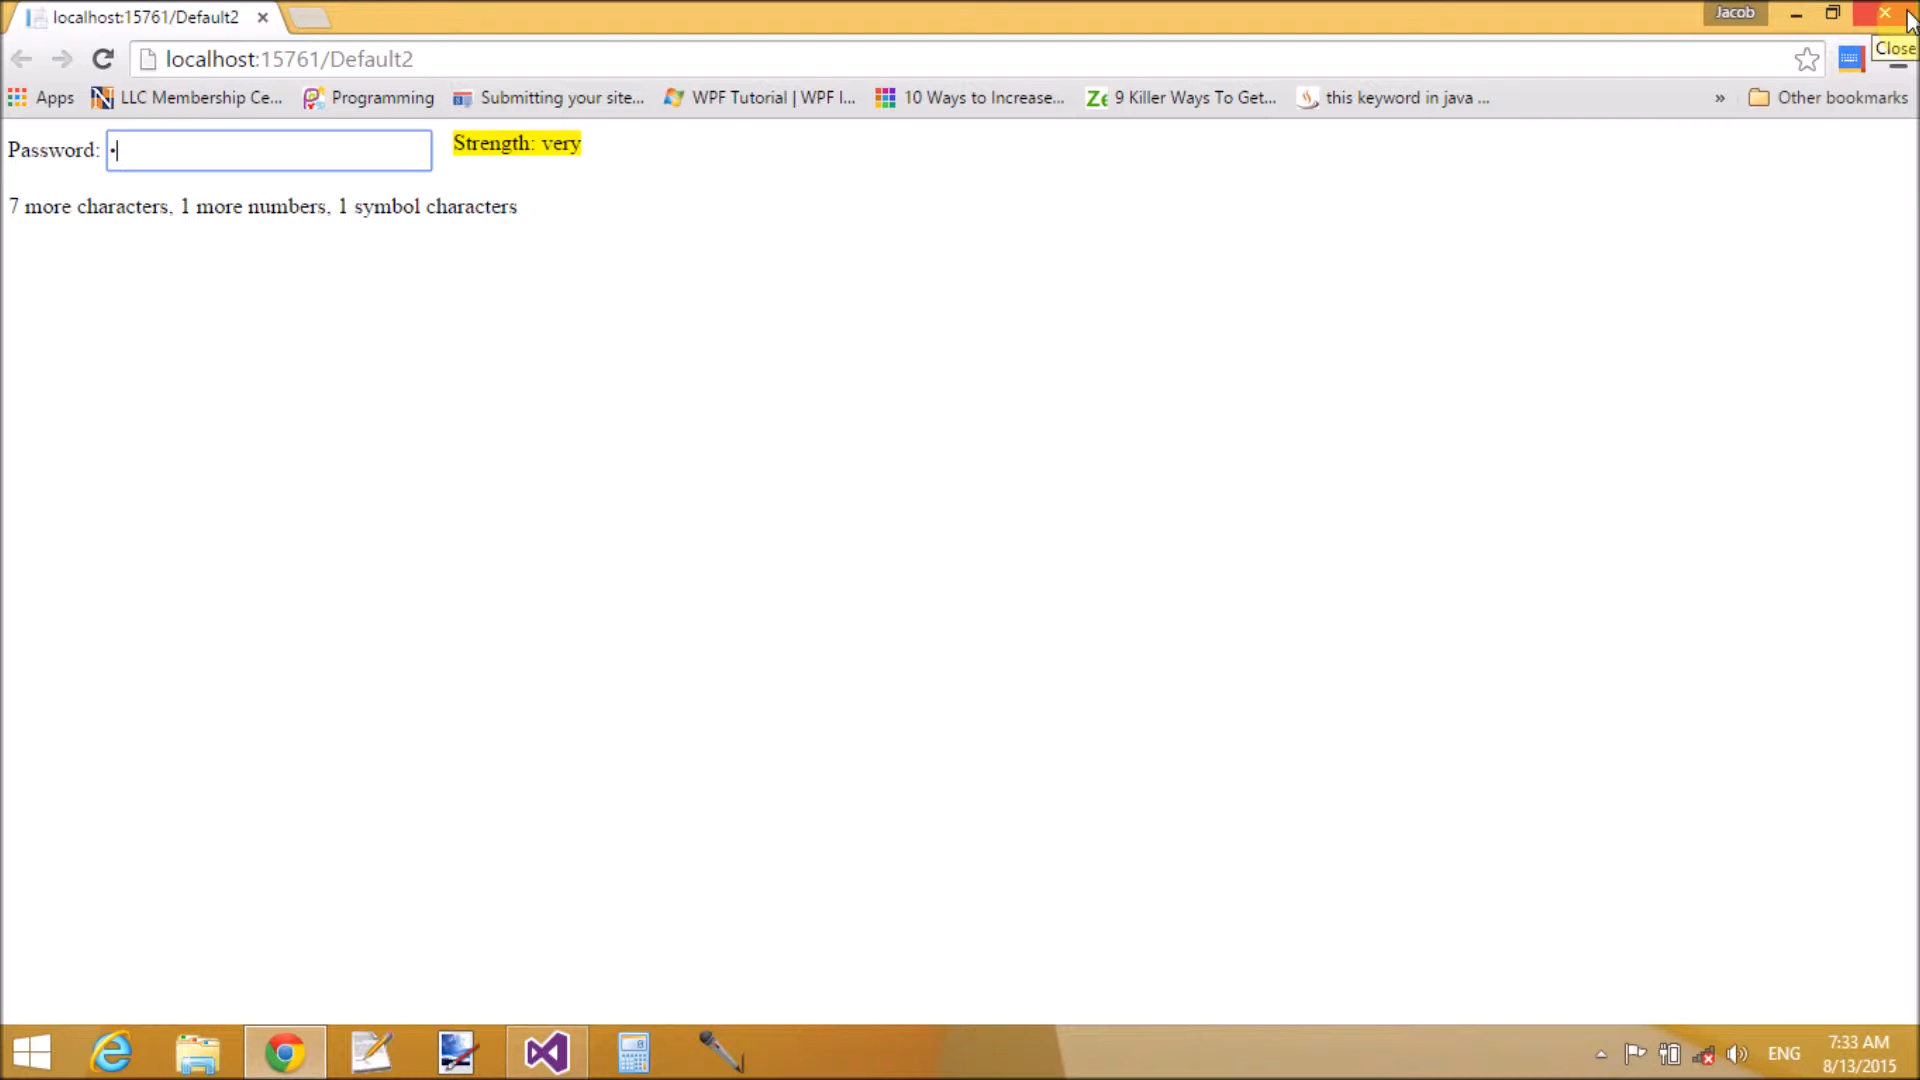 localhost:15761/Default2
Jacob
localhost:15761/Default2
Close
Apps
LLC Membership Ce...
Programming
Submitting your site...
WPF Tutorial | WPF I...
10 Ways to Increase...
9 Killer Ways To Get...
this keyword in java ...
»
Other bookmarks
Password:
Strength: very
7 more characters, 1 more numbers, 1 symbol characters
ENG
7:33 AM
8/13/2015